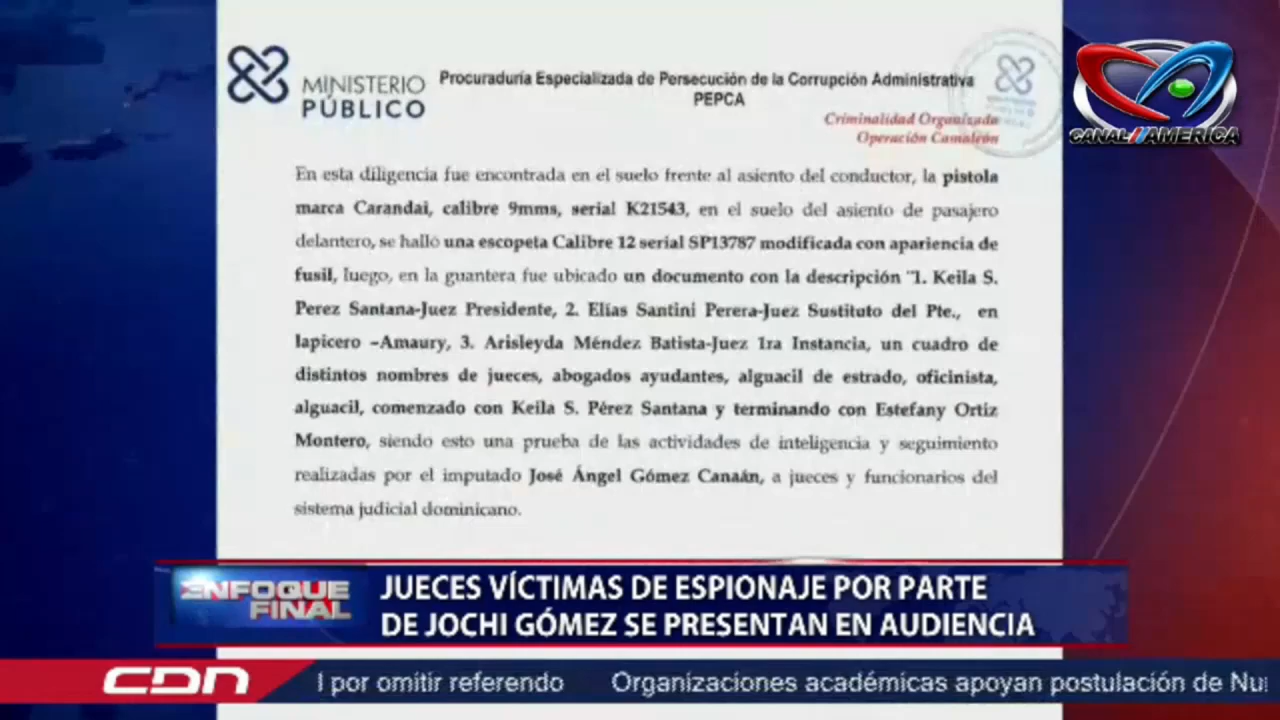 MINISTERIO
PÚBLICO
Procuraduría Especializada de Persecución de la Corrupción Administrativa
PEPCA
Criminalidad Organizada
Operación Camaleón
CANAL AMERICA
En esta diligencia fue encontrada en el suelo frente al asiento del conductor, la pistola
marca Carandai, calibre 9mms, serial K21543, en el suelo del asiento de pasajero
delantero, se halló una escopeta Calibre 12 serial SP13787 modificada con apariencia de
fusil, luego, en la guantera fue ubicado un documento con la descripción "1. Keila S.
Perez Santana-Juez Presidente, 2. Elías Santini Perera-Juez Sustituto del Pte., en
lapicero –Amaury, 3. Arisleyda Méndez Batista-Juez 1ra Instancia, un cuadro de
distintos nombres de jueces, abogados ayudantes, alguacil de estrado, oficinista,
alguacil, comenzado con Keila S. Pérez Santana y terminando con Estefany Ortiz
Montero, siendo esto una prueba de las actividades de inteligencia y seguimiento
realizadas por el imputado José Ángel Gómez Canaán, a jueces y funcionarios del
sistema judicial dominicano.
ENFOQUE
FINAL
JUECES VÍCTIMAS DE ESPIONAJE POR PARTE
DE JOCHI GÓMEZ SE PRESENTAN EN AUDIENCIA
CDN
l por omitir referendo Organizaciones académicas apoyan postulación de Nu